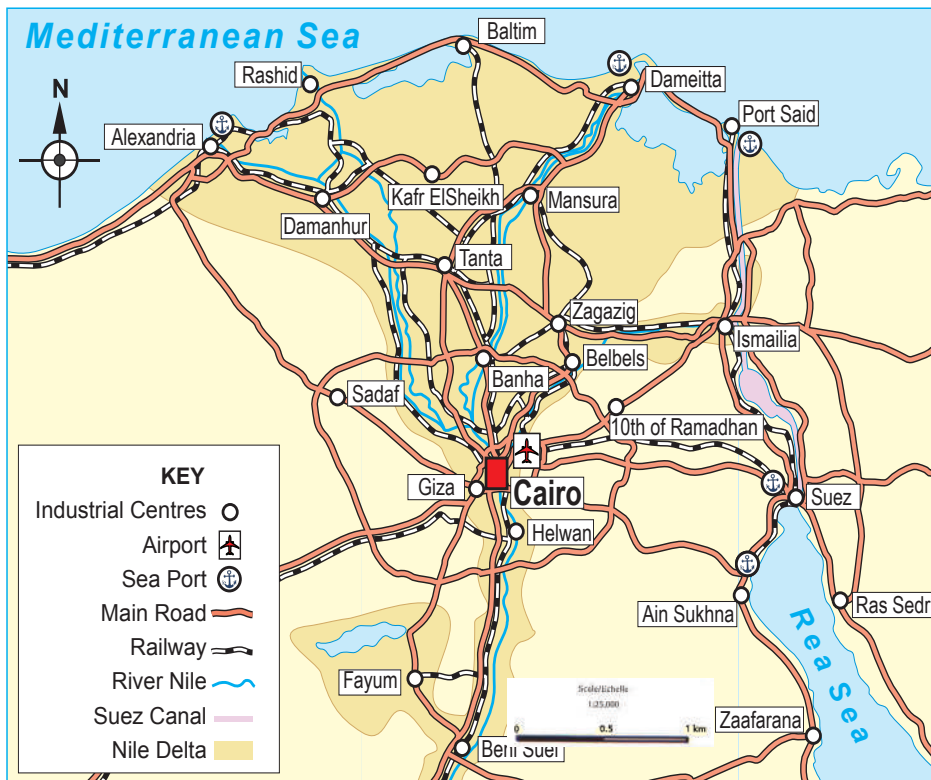 Mediterranean Sea
Baltim
Rashid
Dameitta
N
Port Said
Alexandria
Kafr ElSheikh
Mansura
Damanhur
Tanta
Zagazig
Ismailia
Belbels
Banha
Sadaf
10th of Ramadhan
Giza
Cairo
Suez
Helwan
Ain Sukhna
Ras Sedr
Rea Sea
Fayum
Zaafarana
Beni Suef
KEY
Industrial Centres
Airport
Sea Port
Main Road
Railway
River Nile
Suez Canal
Nile Delta
Scale/Echelle
1:25,000
0 0.5 1 km